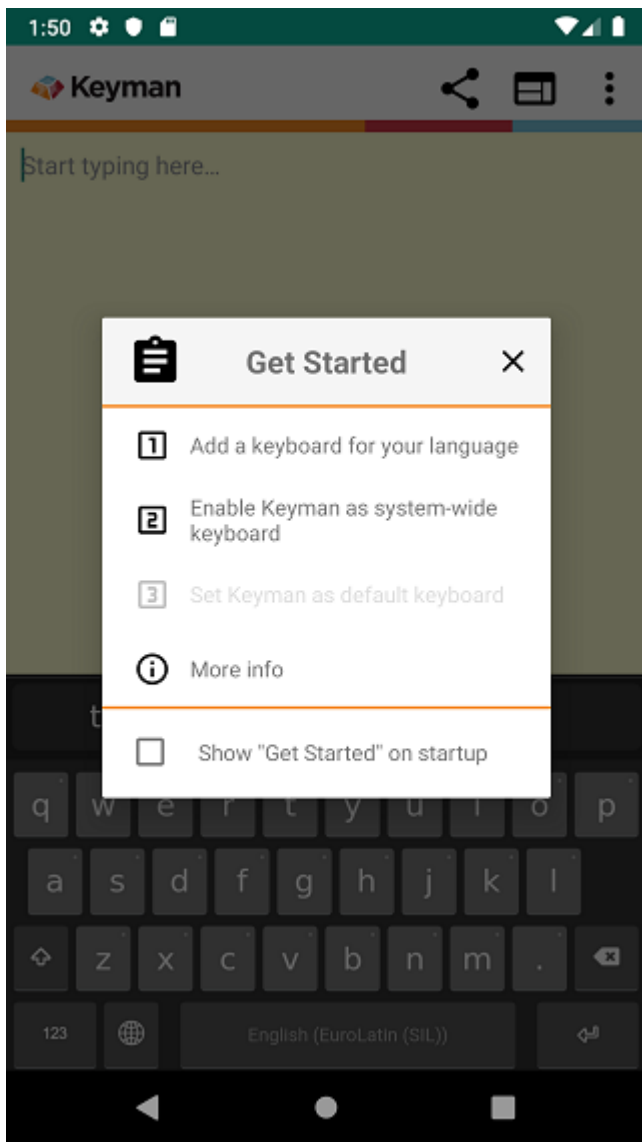 1:50
Keyman
Start typing here...
Get Started
1 Add a keyboard for your language
2 Enable Keyman as system-wide
keyboard
3 Set Keyman as default keyboard
More info
t
Show "Get Started" on startup
q w e r t y u i o p
a s d f g h j k l
z x c v b n m .
123 English (EuroLatin (SIL))